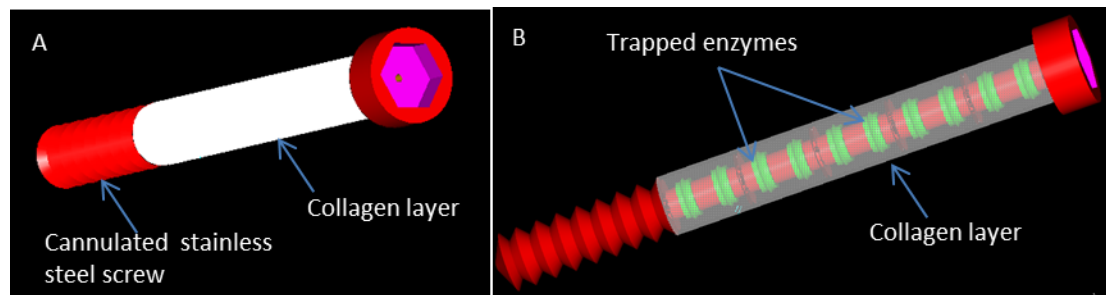 A
Collagen layer
Cannulated stainless
steel screw
B
Trapped enzymes
Collagen layer